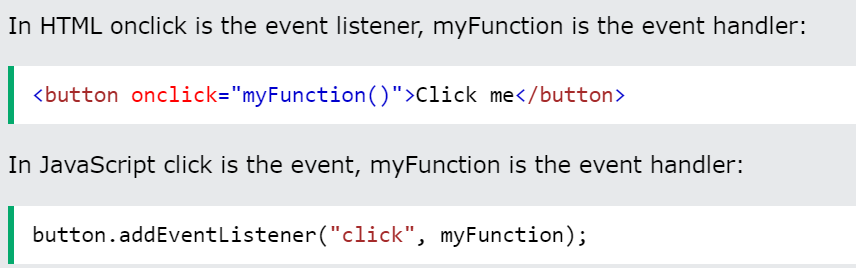 In HTML onclick is the event listener, myFunction is the event handler:
<button onclick="myFunction()">Click me</button>
In JavaScript click is the event, myFunction is the event handler:
button.addEventListener("click", myFunction);